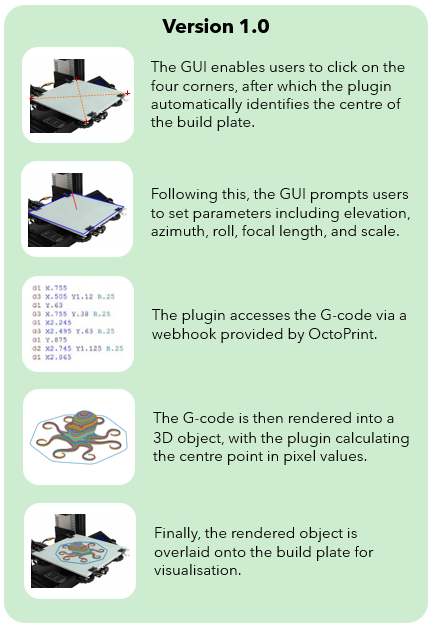 Version 1.0
The GUI enables users to click on the
four corners, after which the plugin
automatically identifies the centre of
the build plate.
Following this, the GUI prompts users
to set parameters including elevation,
azimuth, roll, focal length, and scale.
G1 X.755
G3 X.505 Y1.12 R.25
G1 Y.63
G3 X.755 Y.38 R.25
G1 X2.245
G3 X2.495 Y.63 R.25
G1 Y.875
G2 X2.745 Y1.125 R.25
G1 X2.865
The plugin accesses the G-code via a
webhook provided by OctoPrint.
The G-code is then rendered into a
3D object, with the plugin calculating
the centre point in pixel values.
Finally, the rendered object is
overlaid onto the build plate for
visualisation.